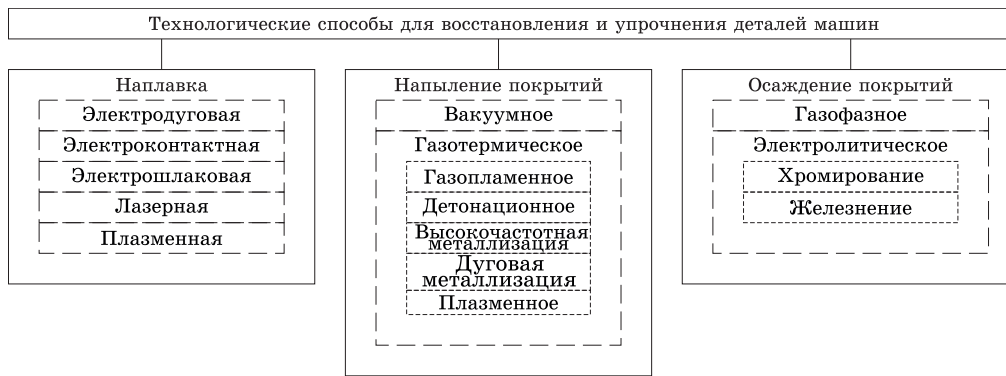 Технологические способы для восстановления и упрочнения деталей машин
Наплавка
Электродуговая
Электроконтактная
Электрошлаковая
Лазерная
Плазменная
Напыление покрытий
Вакуумное
Газотермическое
Газопламенное
Детонационное
Высокочастотная
металлизация
Дуговая
металлизация
Плазменное
Осаждение покрытий
Газофазное
Электролитическое
Хромирование
Железнение